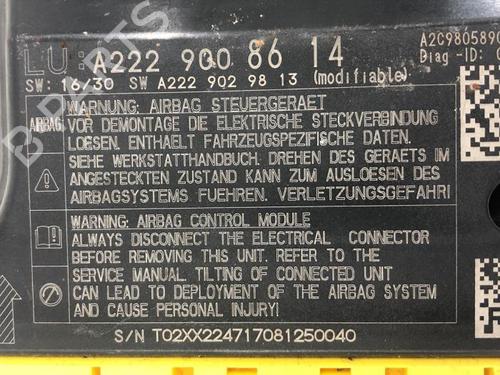 LU: A222 900 86 14
A2C9805890
SW: 16/30 SW A222 902 98 13 (modifiable)
Diag-ID:
WARNUNG: AIRBAG STEUERGERAET
AIRBAG VOR DEMONTAGE DIE ELEKTRISCHE STECKVERBINDUNG
LOESEN. ENTHAELT FAHRZEUGSPEZIFISCHE DATEN.
SIEHE WERKSTATTHANDBUCH: DREHEN DES GERAETS IM
ANGESTECKTEN ZUSTAND KANN ZUM AUSLOESEN DES
AIRBAGSYSTEMS FUEHREN. VERLETZUNGSGEFAHR!
WARNING: AIRBAG CONTROL MODULE
ALWAYS DISCONNECT THE ELECTRICAL CONNECTOR
BEFORE REMOVING THIS UNIT. REFER TO THE
SERVICE MANUAL. TILTING OF CONNECTED UNIT
CAN LEAD TO DEPLOYMENT OF THE AIRBAG SYSTEM
AND CAUSE PERSONAL INJURY!
S/N T02XX224717081250040